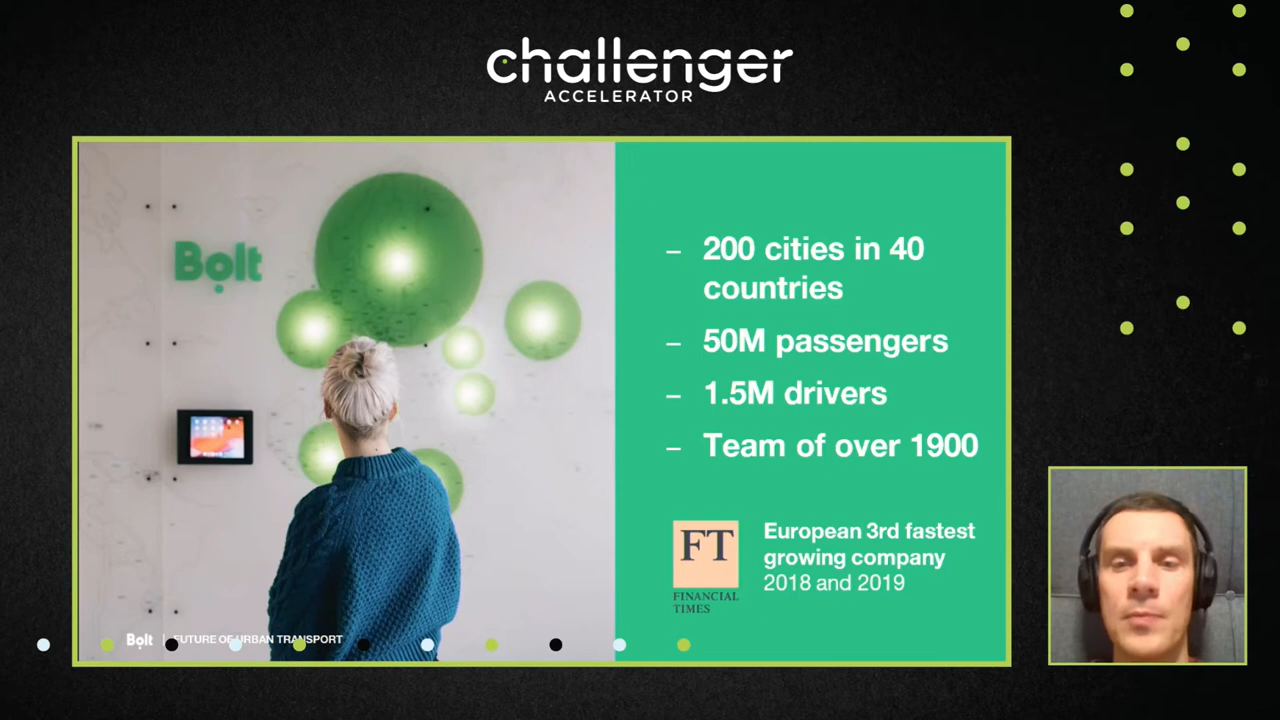 challenger
ACCELERATOR
Bolt
– 200 cities in 40
countries
– 50M passengers
– 1.5M drivers
– Team of over 1900
FT
FINANCIAL
TIMES
European 3rd fastest
growing company
2018 and 2019
Bolt | FUTURE OF URBAN TRANSPORT